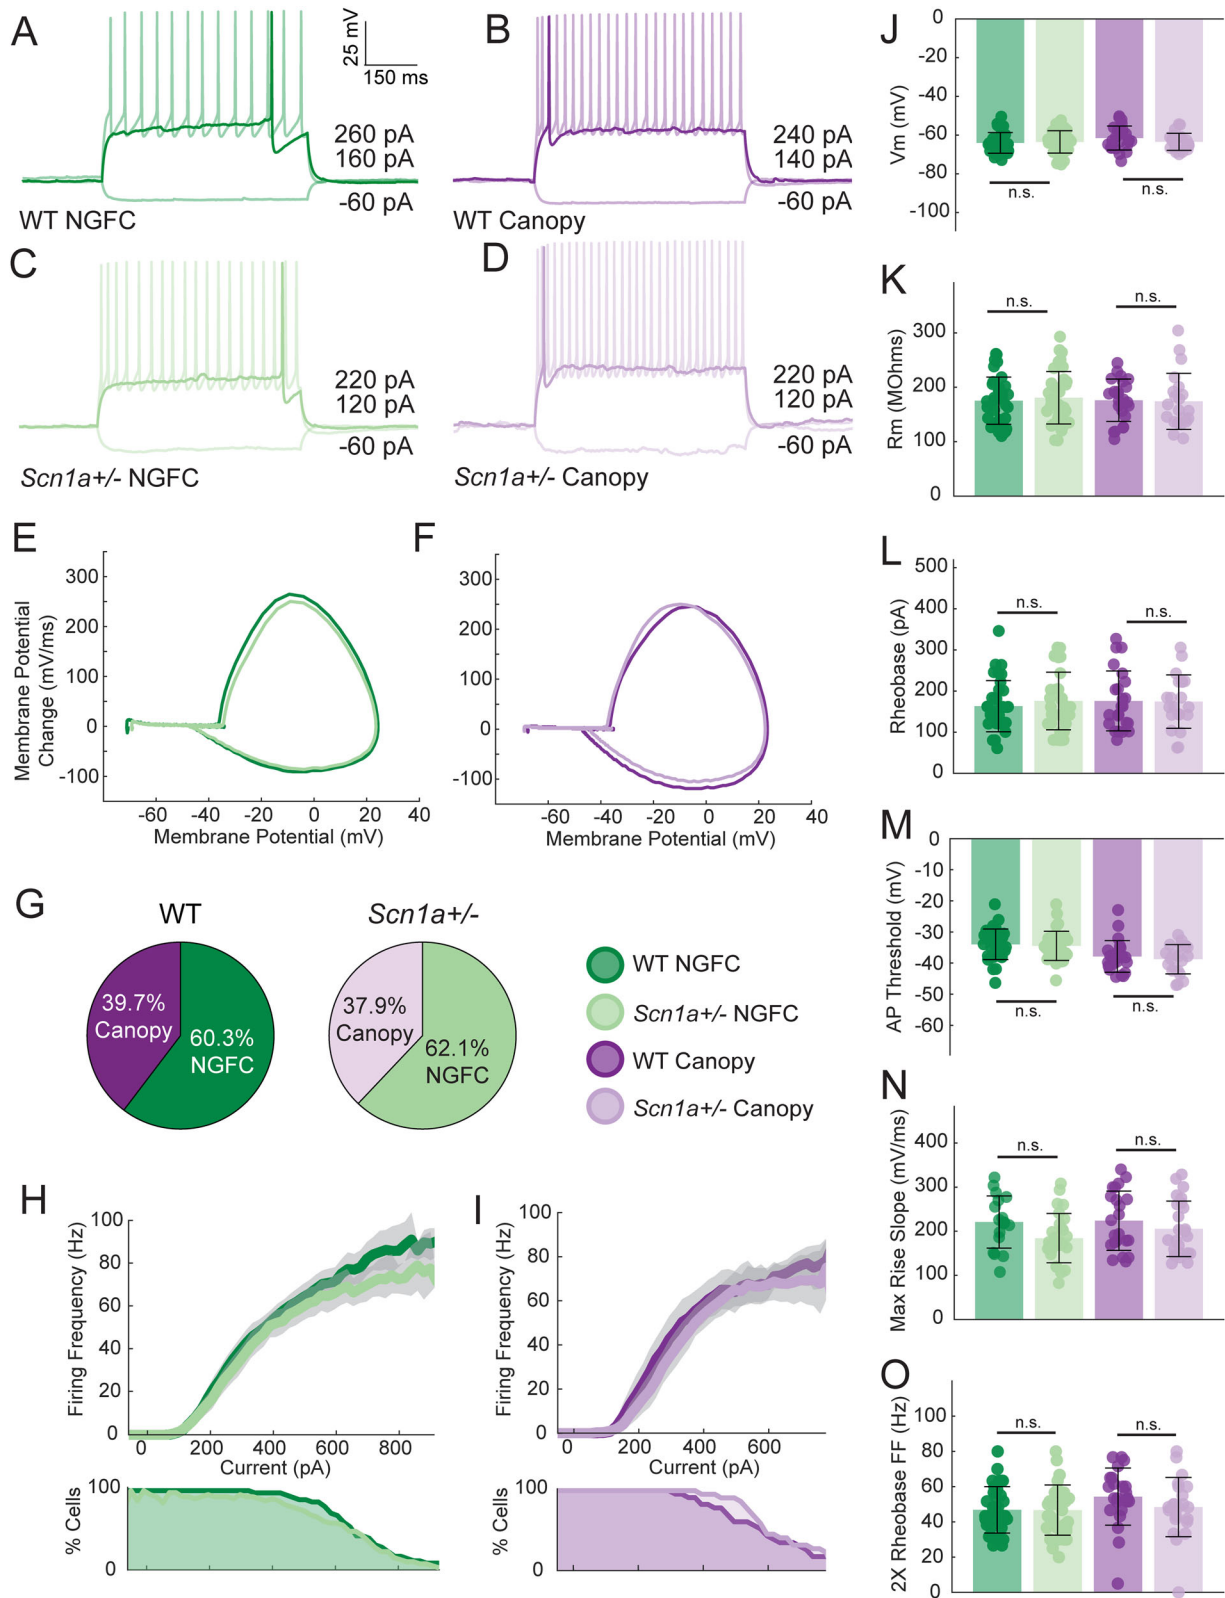 A
25 mV
150 ms
260 pA
160 pA
-60 pA
WT NGFC
B
240 pA
140 pA
-60 pA
WT Canopy
C
220 pA
120 pA
-60 pA
Scn1a+/- NGFC
D
220 pA
120 pA
-60 pA
Scn1a+/- Canopy
E
Membrane Potential
Change (mV/ms)
300
200
100
0
-100
-60 -40 -20 0 20 40
Membrane Potential (mV)
F
300
200
100
0
-100
-60 -40 -20 0 20 40
Membrane Potential (mV)
G
WT
39.7%
Canopy
60.3%
NGFC
Scn1a+/-
37.9%
Canopy
62.1%
NGFC
WT NGFC
Scn1a+/- NGFC
WT Canopy
Scn1a+/- Canopy
H
Firing Frequency (Hz)
100
80
60
40
20
0
0 200 400 600 800
Current (pA)
% Cells
100
0
I
Firing Frequency (Hz)
100
80
60
40
20
0
0 200 400 600
Current (pA)
% Cells
100
0
J
Vm (mV)
0
-20
-40
-60
-80
-100
n.s.
n.s.
K
Rm (MOhms)
300
200
100
0
n.s.
n.s.
L
Rheobase (pA)
500
400
300
200
100
0
n.s.
n.s.
M
AP Threshold (mV)
0
-10
-20
-30
-40
-50
-60
n.s.
n.s.
N
Max Rise Slope (mV/ms)
400
300
200
100
0
n.s.
n.s.
O
2X Rheobase FF (Hz)
100
80
60
40
20
0
n.s.
n.s.